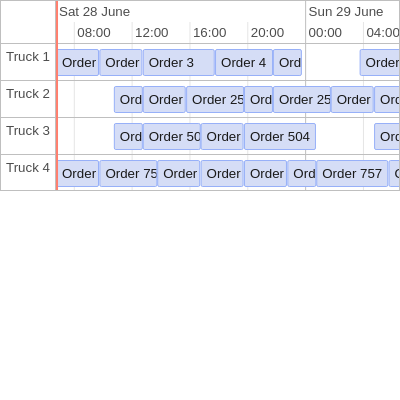 Sat 28 June Sun 29 June
08:00 12:00 16:00 20:00 00:00 04:00
Truck 1 Order Order Order 3 Order 4 Ord Order
Truck 2 Ord Order Order 25 Ord Order 25 Order Ord
Truck 3 Ord Order 50 Order Order 504 Ord
Truck 4 Order Order 75 Order Order Order Ord Order 757